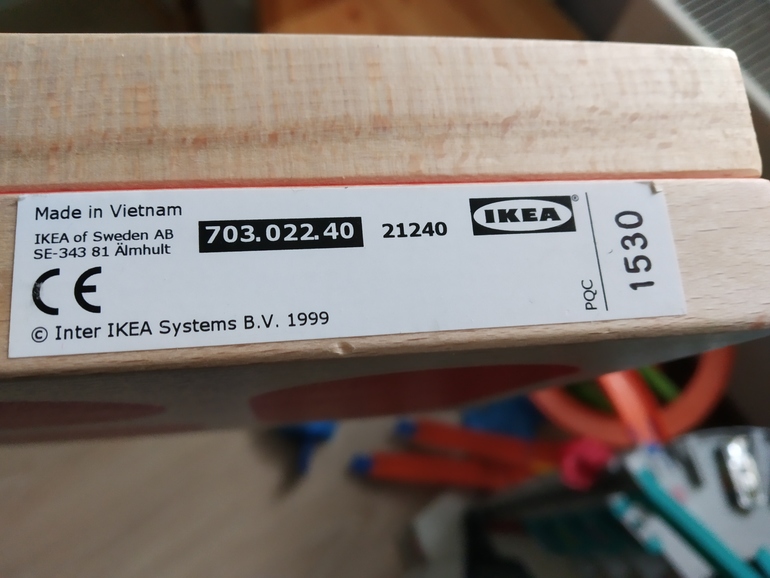 Made in Vietnam
IKEA of Sweden AB
SE-343 81 Älmhult
703.022.40
21240
IKEA®
PQC
1530
CE
© Inter IKEA Systems B.V. 1999